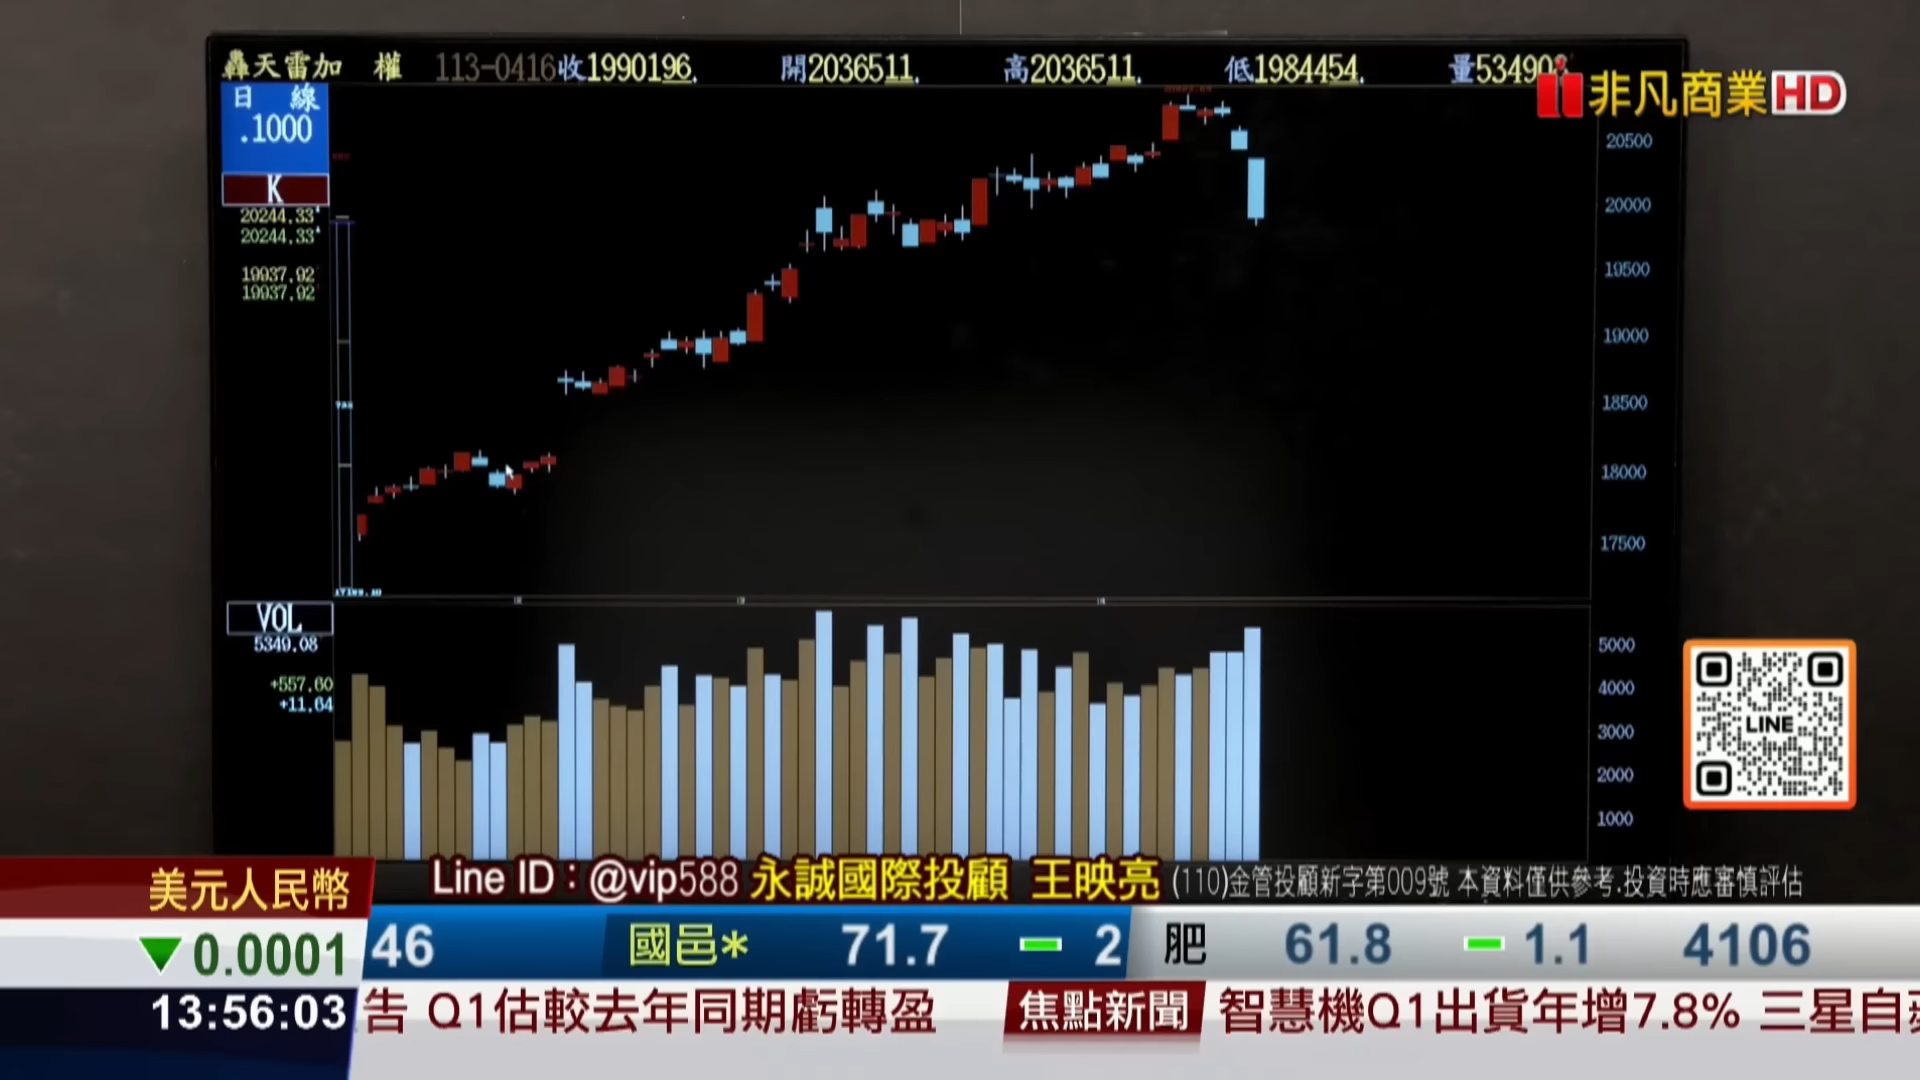 轟天雷加 權 113-0416收1990196. 開2036511. 高2036511. 低1984454. 量534908
非凡商業HD
日 線
.1000
K
20244.33
20244.33
19937.92
19937.92
20500
20000
19500
19000
18500
18000
17500
VOL
5349.08
+557.60
+11.64
5000
4000
3000
2000
1000
LINE
Line ID：@vip588 永誠國際投顧 王映亮 (110)金管投顧新字第009號 本資料僅供參考.投資時應審慎評估
美元人民幣
▼0.0001
46 國邑* 71.7 2 肥 61.8 1.1 4106
13:56:03
告 Q1估較去年同期虧轉盈 焦點新聞 智慧機Q1出貨年增7.8% 三星自